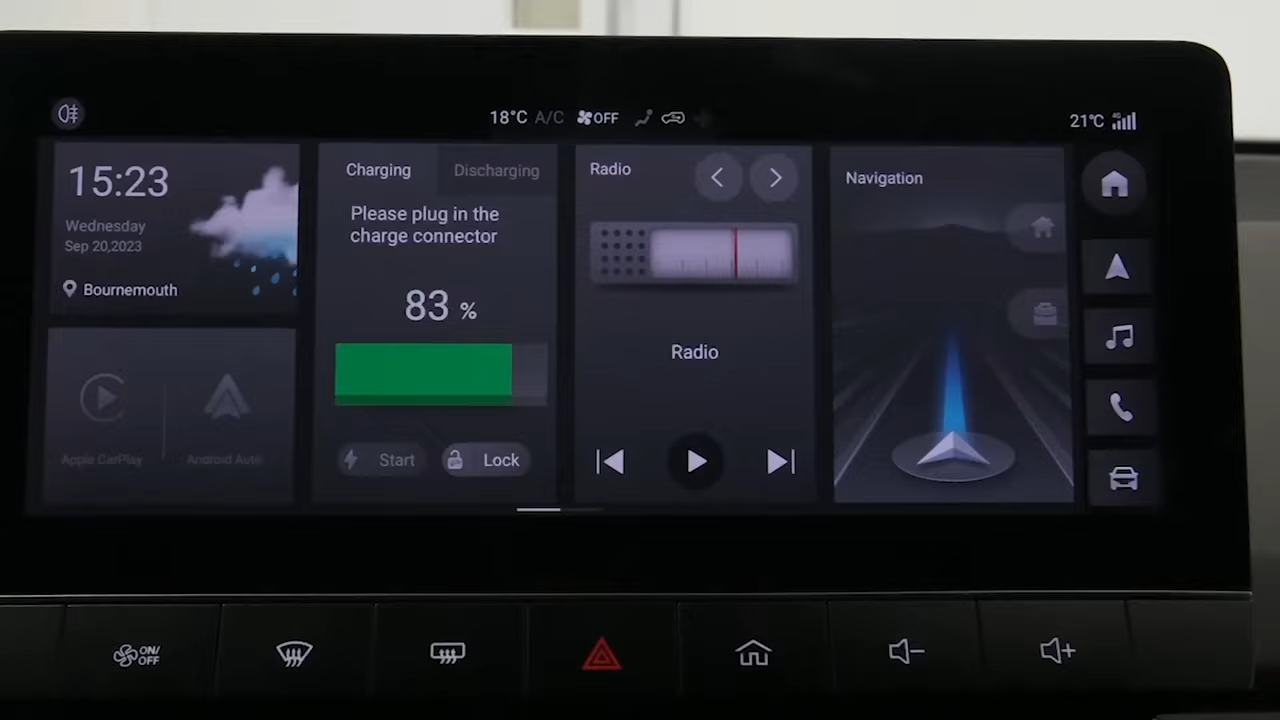 18°C A/C OFF
21°C 4G
15:23
Wednesday
Sep 20,2023
Bournemouth
Apple CarPlay
Android Auto
Charging
Discharging
Please plug in the
charge connector
83 %
Start
Lock
Radio
Radio
Navigation
ON/
OFF